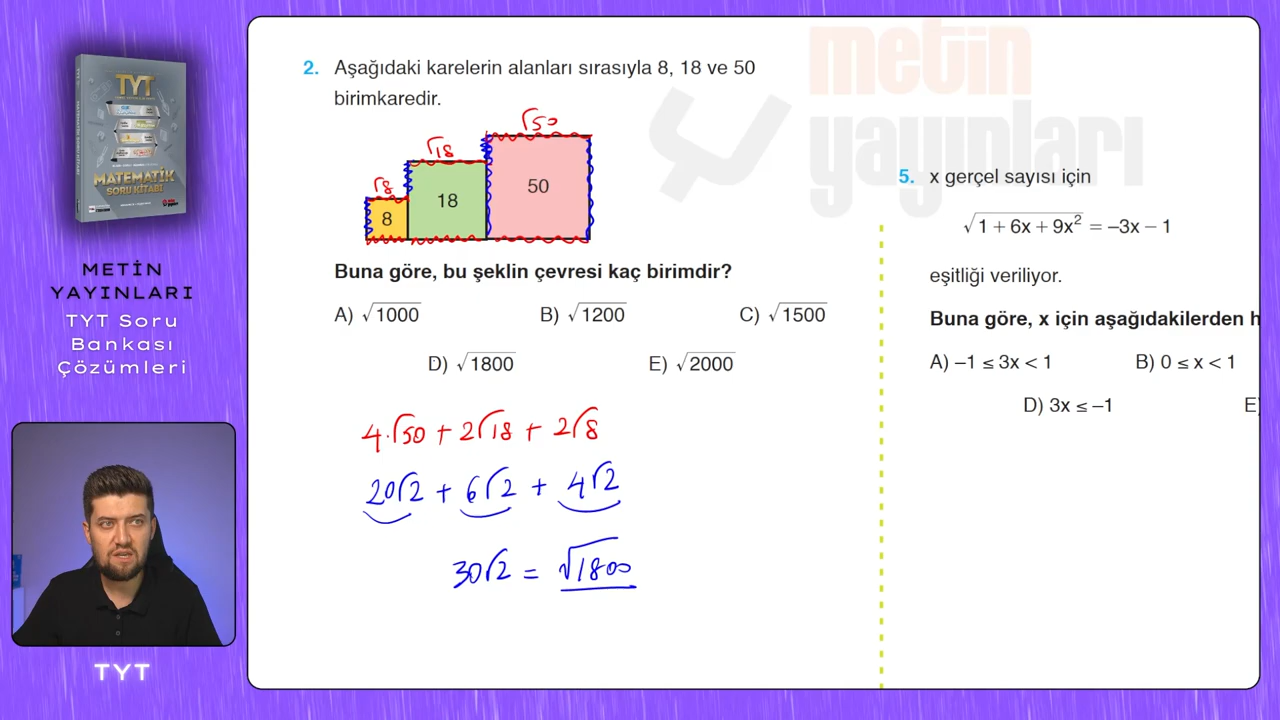 TYT
MATEMATİK
SORU KİTABI
METİN
YAYINLARI
TYT Soru
Bankası
Çözümleri
TYT
metin
yayınları
2. Aşağıdaki karelerin alanları sırasıyla 8, 18 ve 50
birimkaredir.
√50
√18
√8
50
18
8
Buna göre, bu şeklin çevresi kaç birimdir?
A) √1000 B) √1200 C) √1500
D) √1800 E) √2000
4.√50 + 2√18 + 2√8
20√2 + 6√2 + 4√2
30√2 = √1800
5. x gerçel sayısı için
√1 + 6x + 9x² = –3x – 1
eşitliği veriliyor.
Buna göre, x için aşağıdakilerden h
A) –1 ≤ 3x < 1 B) 0 ≤ x < 1
D) 3x ≤ –1 E)